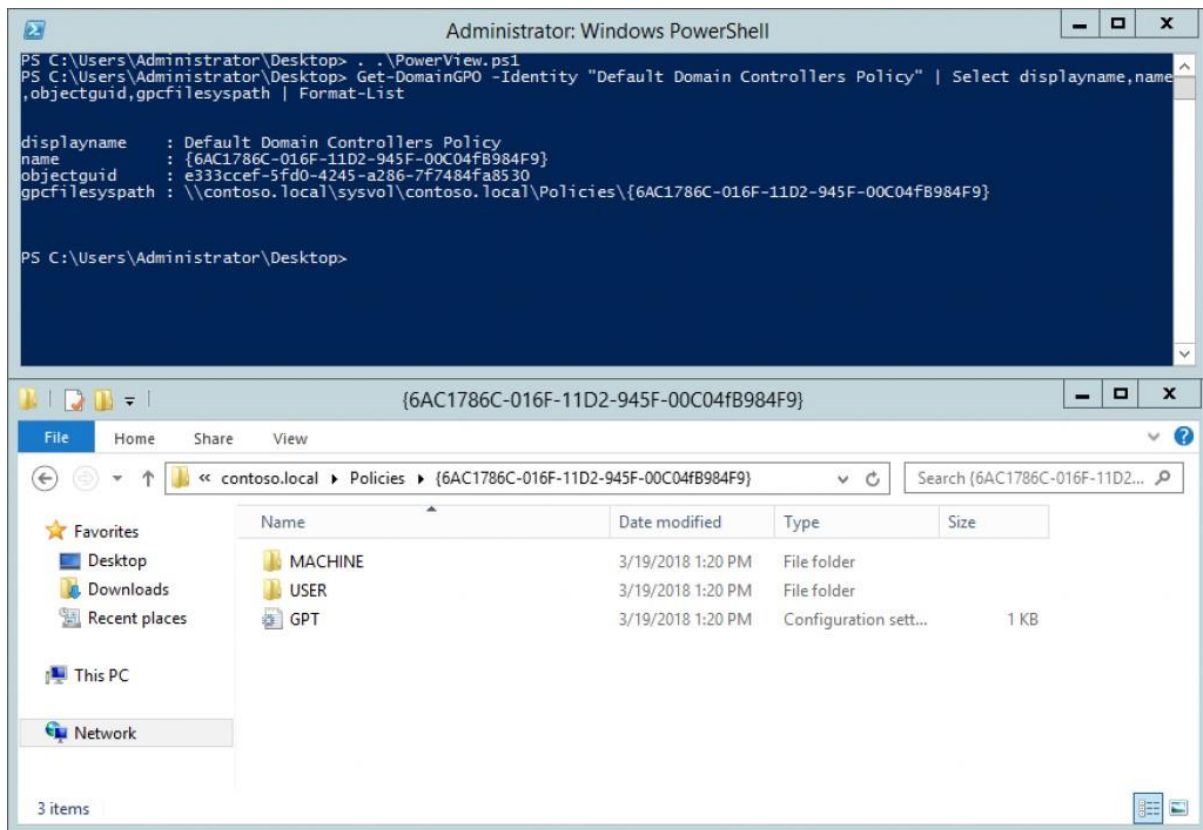 Administrator: Windows PowerShell
PS C:\Users\Administrator\Desktop> . .\PowerView.ps1
PS C:\Users\Administrator\Desktop> Get-DomainGPO -Identity "Default Domain Controllers Policy" | Select displayname,name
,objectguid,gpcfilesyspath | Format-List
displayname : Default Domain Controllers Policy
name : {6AC1786C-016F-11D2-945F-00C04fB984F9}
objectguid : e333ccef-5fd0-4245-a286-7f7484fa8530
gpcfilesyspath : \\contoso.local\sysvol\contoso.local\Policies\{6AC1786C-016F-11D2-945F-00C04fB984F9}
PS C:\Users\Administrator\Desktop>
{6AC1786C-016F-11D2-945F-00C04fB984F9}
File Home Share View
« contoso.local Policies {6AC1786C-016F-11D2-945F-00C04fB984F9} Search {6AC1786C-016F-11D2...
Name Date modified Type Size
Favorites
Desktop
Downloads
Recent places
This PC
Network
MACHINE 3/19/2018 1:20 PM File folder
USER 3/19/2018 1:20 PM File folder
GPT 3/19/2018 1:20 PM Configuration sett... 1 KB
3 items